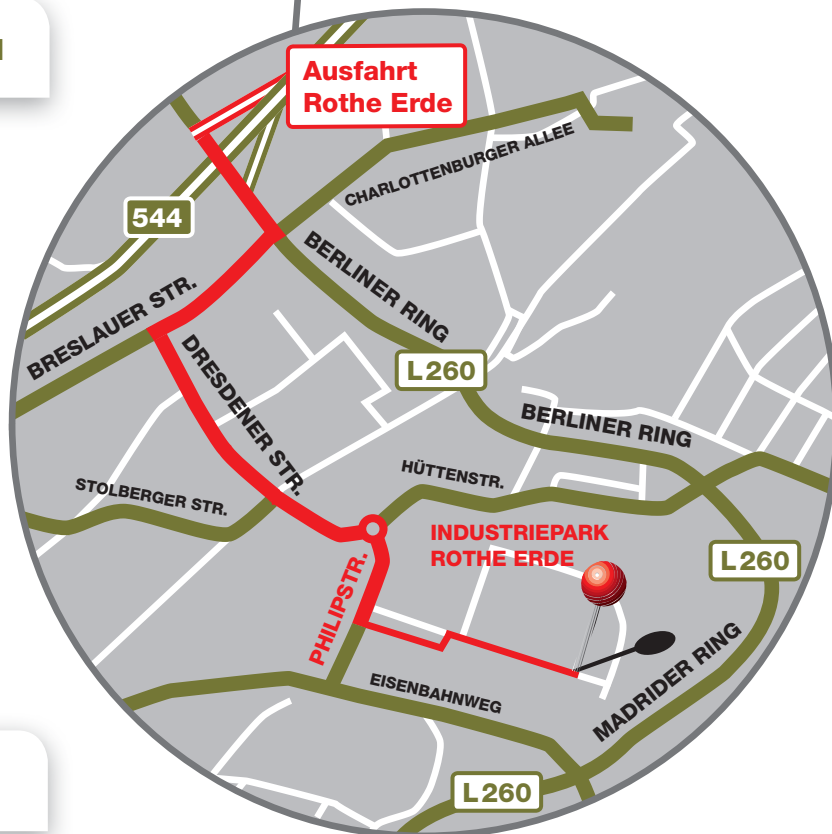 Ausfahrt
Rothe Erde
CHARLOTTENBURGER ALLEE
544
BERLINER RING
BRESLAUER STR.
DRESDENER STR.
L260
BERLINER RING
HÜTTENSTR.
STOLBERGER STR.
INDUSTRIEPARK
ROTHE ERDE
L260
PHILIPSTR.
MADRIDER RING
EISENBAHNWEG
L260